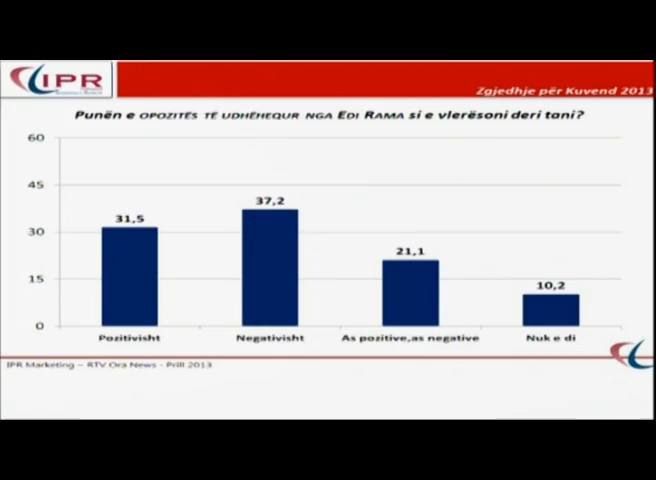 IPR
Zgjedhje për Kuvend 2013
Punën e OPOZITËS TË UDHËHEQUR NGA EDI RAMA si e vlerësoni deri tani?
60
45
30
15
0
31,5
37,2
21,1
10,2
Pozitivisht
Negativisht
As pozitive,as negative
Nuk e di
IPR Marketing – RTV Ora News - Prill 2013